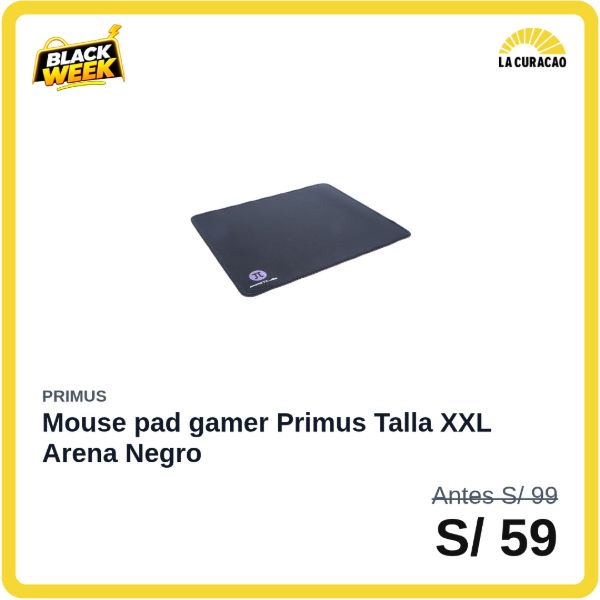 BLACK
WEEK
LA CURACAO
PRIMUS
Mouse pad gamer Primus Talla XXL
Arena Negro
Antes S/ 99
S/ 59